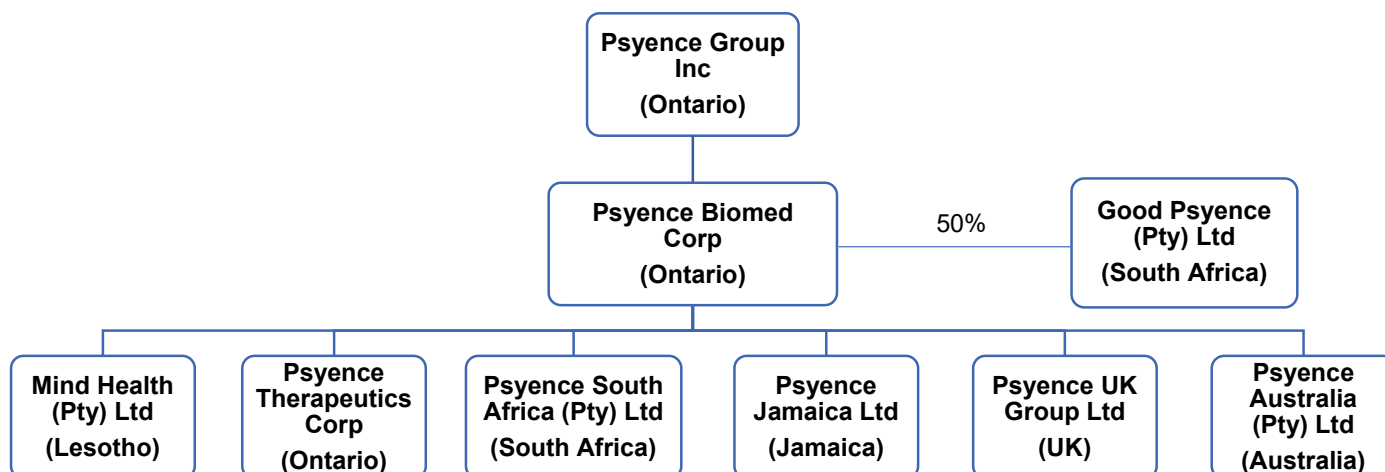 Psyence Group
Inc
(Ontario)
Psyence Biomed
Corp
(Ontario)
50%
Good Psyence
(Pty) Ltd
(South Africa)
Mind Health
(Pty) Ltd
(Lesotho)
Psyence
Therapeutics
Corp
(Ontario)
Psyence South
Africa (Pty) Ltd
(South Africa)
Psyence
Jamaica Ltd
(Jamaica)
Psyence UK
Group Ltd
(UK)
Psyence
Australia
(Pty) Ltd
(Australia)